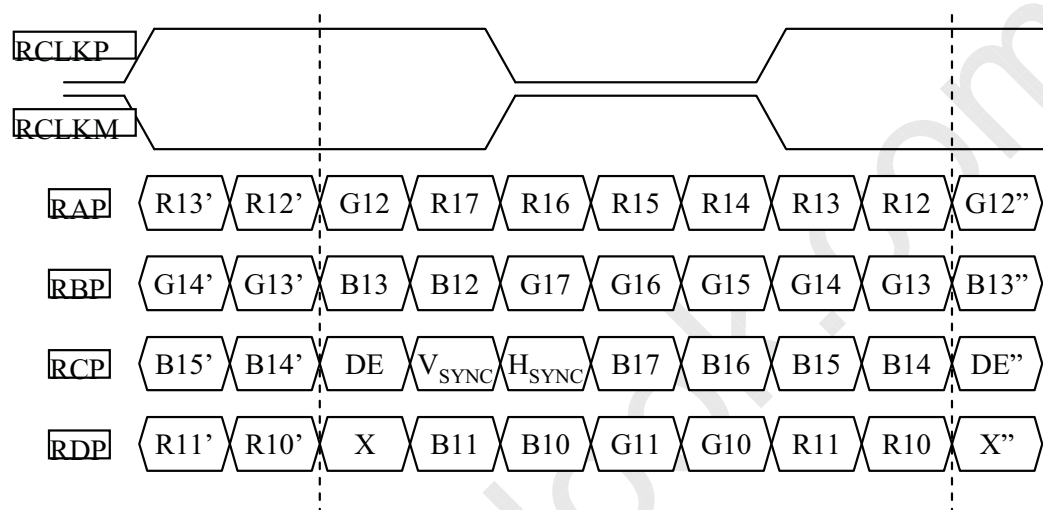 RCLKP
RCLKM
RAP R13’ R12’ G12 R17 R16 R15 R14 R13 R12 G12”
RBP G14’ G13’ B13 B12 G17 G16 G15 G14 G13 B13”
RCP B15’ B14’ DE VSYNC HSYNC B17 B16 B15 B14 DE”
RDP R11’ R10’ X B11 B10 G11 G10 R11 R10 X”